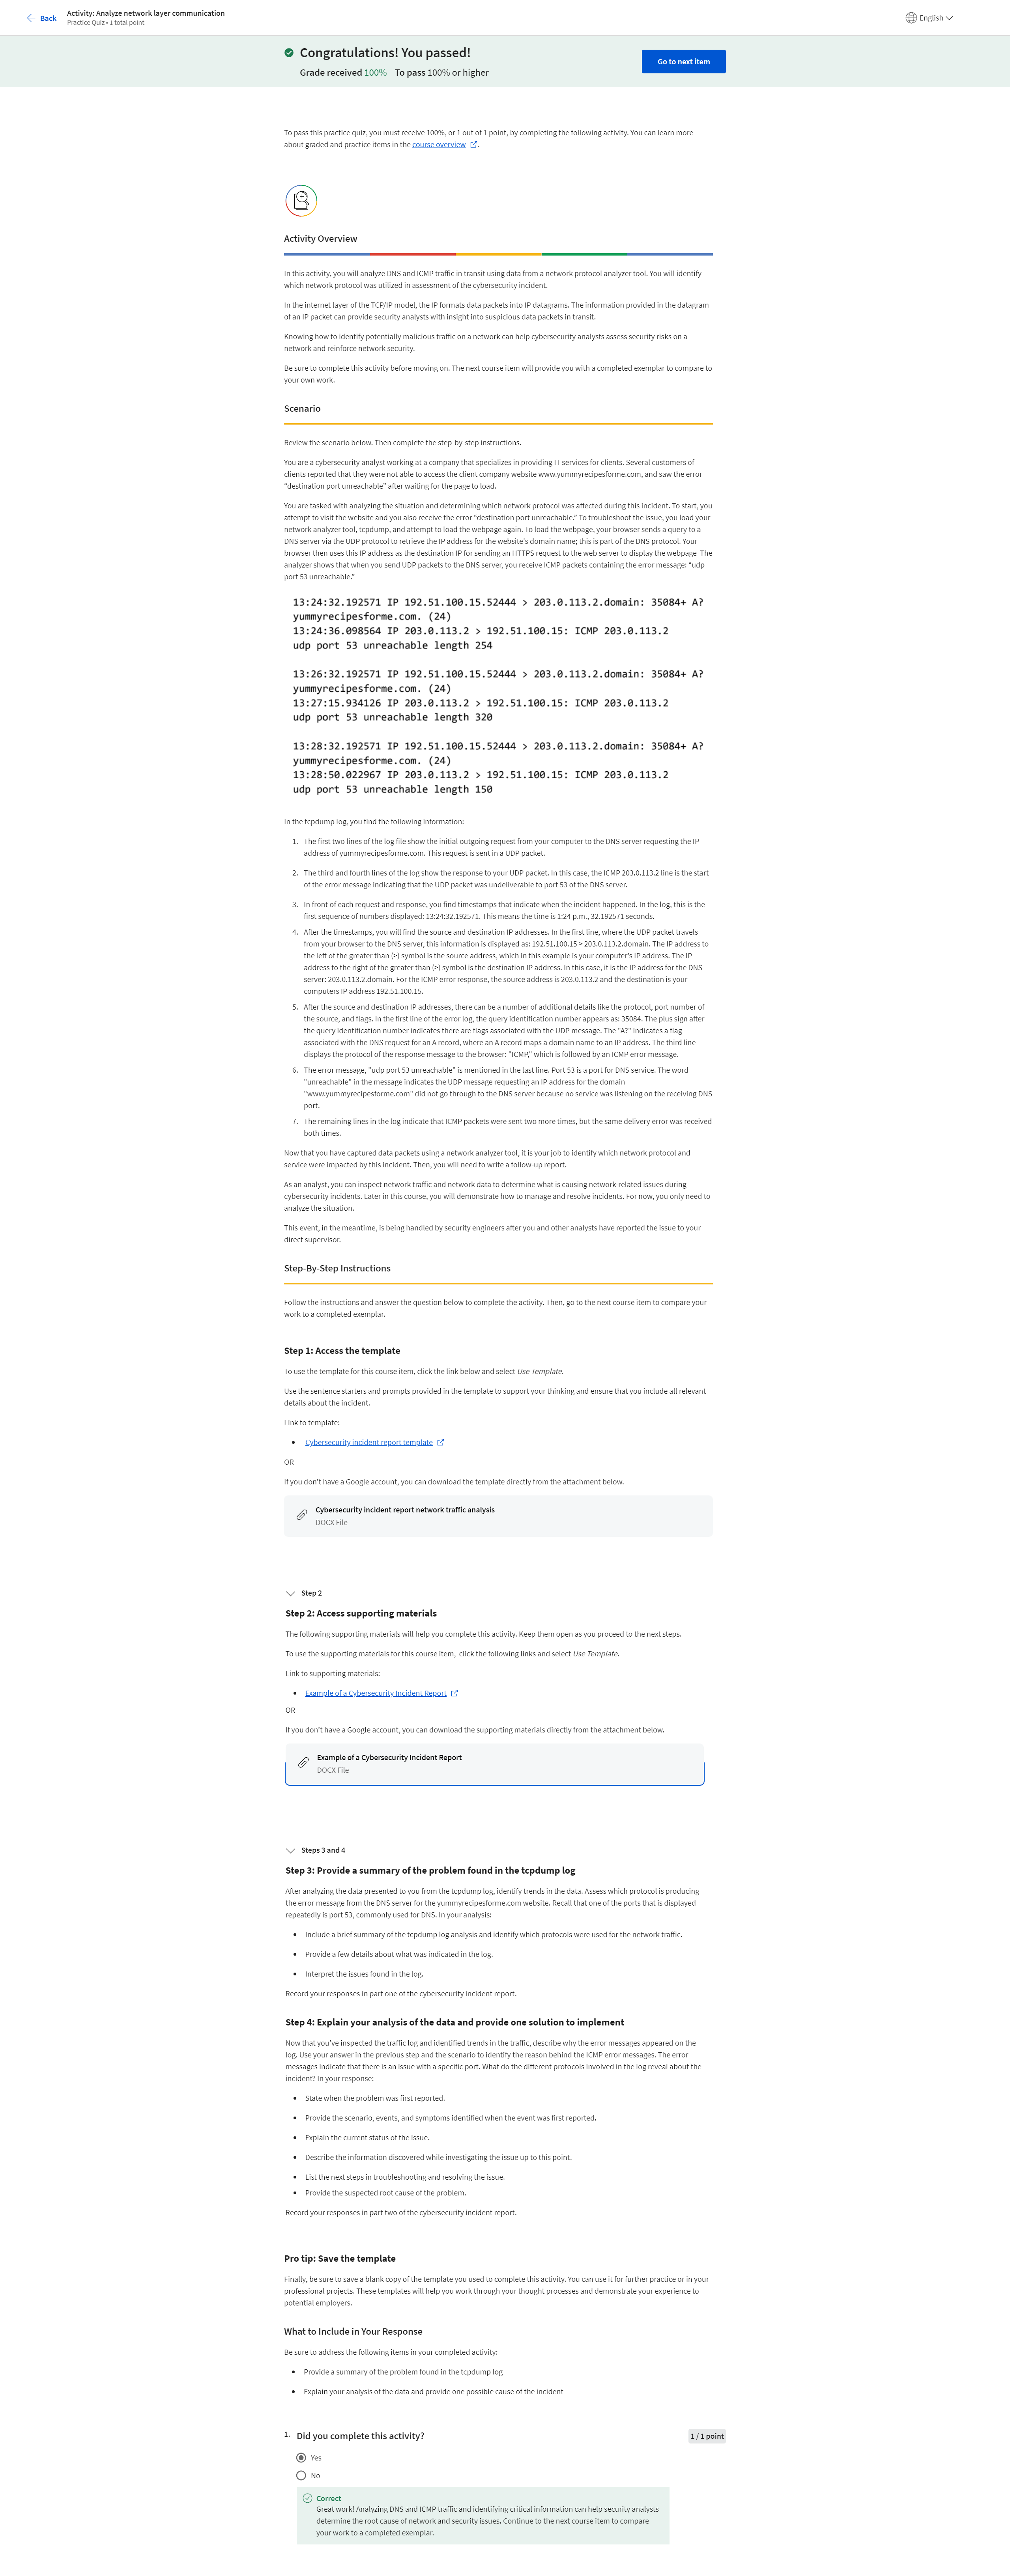 Back
Activity: Analyze network layer communication
Practice Quiz • 1 total point
English
Congratulations! You passed!
Grade received 100% To pass 100% or higher
Go to next item
To pass this practice quiz, you must receive 100%, or 1 out of 1 point, by completing the following activity. You can learn more
about graded and practice items in the course overview .
Activity Overview
In this activity, you will analyze DNS and ICMP traffic in transit using data from a network protocol analyzer tool. You will identify
which network protocol was utilized in assessment of the cybersecurity incident.
In the internet layer of the TCP/IP model, the IP formats data packets into IP datagrams. The information provided in the datagram
of an IP packet can provide security analysts with insight into suspicious data packets in transit.
Knowing how to identify potentially malicious traffic on a network can help cybersecurity analysts assess security risks on a
network and reinforce network security.
Be sure to complete this activity before moving on. The next course item will provide you with a completed exemplar to compare to
your own work.
Scenario
Review the scenario below. Then complete the step-by-step instructions.
You are a cybersecurity analyst working at a company that specializes in providing IT services for clients. Several customers of
clients reported that they were not able to access the client company website www.yummyrecipesforme.com, and saw the error
“destination port unreachable” after waiting for the page to load.
You are tasked with analyzing the situation and determining which network protocol was affected during this incident. To start, you
attempt to visit the website and you also receive the error “destination port unreachable.” To troubleshoot the issue, you load your
network analyzer tool, tcpdump, and attempt to load the webpage again. To load the webpage, your browser sends a query to a
DNS server via the UDP protocol to retrieve the IP address for the website's domain name; this is part of the DNS protocol. Your
browser then uses this IP address as the destination IP for sending an HTTPS request to the web server to display the webpage The
analyzer shows that when you send UDP packets to the DNS server, you receive ICMP packets containing the error message: “udp
port 53 unreachable.”
13:24:32.192571 IP 192.51.100.15.52444 > 203.0.113.2.domain: 35084+ A?
yummyrecipesforme.com. (24)
13:24:36.098564 IP 203.0.113.2 > 192.51.100.15: ICMP 203.0.113.2
udp port 53 unreachable length 254
13:26:32.192571 IP 192.51.100.15.52444 > 203.0.113.2.domain: 35084+ A?
yummyrecipesforme.com. (24)
13:27:15.934126 IP 203.0.113.2 > 192.51.100.15: ICMP 203.0.113.2
udp port 53 unreachable length 320
13:28:32.192571 IP 192.51.100.15.52444 > 203.0.113.2.domain: 35084+ A?
yummyrecipesforme.com. (24)
13:28:50.022967 IP 203.0.113.2 > 192.51.100.15: ICMP 203.0.113.2
udp port 53 unreachable length 150
In the tcpdump log, you find the following information:
1. The first two lines of the log file show the initial outgoing request from your computer to the DNS server requesting the IP
address of yummyrecipesforme.com. This request is sent in a UDP packet.
2. The third and fourth lines of the log show the response to your UDP packet. In this case, the ICMP 203.0.113.2 line is the start
of the error message indicating that the UDP packet was undeliverable to port 53 of the DNS server.
3. In front of each request and response, you find timestamps that indicate when the incident happened. In the log, this is the
first sequence of numbers displayed: 13:24:32.192571. This means the time is 1:24 p.m., 32.192571 seconds.
4. After the timestamps, you will find the source and destination IP addresses. In the first line, where the UDP packet travels
from your browser to the DNS server, this information is displayed as: 192.51.100.15 > 203.0.113.2.domain. The IP address to
the left of the greater than (>) symbol is the source address, which in this example is your computer's IP address. The IP
address to the right of the greater than (>) symbol is the destination IP address. In this case, it is the IP address for the DNS
server: 203.0.113.2.domain. For the ICMP error response, the source address is 203.0.113.2 and the destination is your
computers IP address 192.51.100.15.
5. After the source and destination IP addresses, there can be a number of additional details like the protocol, port number of
the source, and flags. In the first line of the error log, the query identification number appears as: 35084. The plus sign after
the query identification number indicates there are flags associated with the UDP message. The "A?" indicates a flag
associated with the DNS request for an A record, where an A record maps a domain name to an IP address. The third line
displays the protocol of the response message to the browser: "ICMP," which is followed by an ICMP error message.
6. The error message, "udp port 53 unreachable" is mentioned in the last line. Port 53 is a port for DNS service. The word
"unreachable" in the message indicates the UDP message requesting an IP address for the domain
"www.yummyrecipesforme.com" did not go through to the DNS server because no service was listening on the receiving DNS
port.
7. The remaining lines in the log indicate that ICMP packets were sent two more times, but the same delivery error was received
both times.
Now that you have captured data packets using a network analyzer tool, it is your job to identify which network protocol and
service were impacted by this incident. Then, you will need to write a follow-up report.
As an analyst, you can inspect network traffic and network data to determine what is causing network-related issues during
cybersecurity incidents. Later in this course, you will demonstrate how to manage and resolve incidents. For now, you only need to
analyze the situation.
This event, in the meantime, is being handled by security engineers after you and other analysts have reported the issue to your
direct supervisor.
Step-By-Step Instructions
Follow the instructions and answer the question below to complete the activity. Then, go to the next course item to compare your
work to a completed exemplar.
Step 1: Access the template
To use the template for this course item, click the link below and select Use Template.
Use the sentence starters and prompts provided in the template to support your thinking and ensure that you include all relevant
details about the incident.
Link to template:
• Cybersecurity incident report template
OR
If you don't have a Google account, you can download the template directly from the attachment below.
Cybersecurity incident report network traffic analysis
DOCX File
Step 2
Step 2: Access supporting materials
The following supporting materials will help you complete this activity. Keep them open as you proceed to the next steps.
To use the supporting materials for this course item, click the following links and select Use Template.
Link to supporting materials:
• Example of a Cybersecurity Incident Report
OR
If you don't have a Google account, you can download the supporting materials directly from the attachment below.
Example of a Cybersecurity Incident Report
DOCX File
Steps 3 and 4
Step 3: Provide a summary of the problem found in the tcpdump log
After analyzing the data presented to you from the tcpdump log, identify trends in the data. Assess which protocol is producing
the error message from the DNS server for the yummyrecipesforme.com website. Recall that one of the ports that is displayed
repeatedly is port 53, commonly used for DNS. In your analysis:
• Include a brief summary of the tcpdump log analysis and identify which protocols were used for the network traffic.
• Provide a few details about what was indicated in the log.
• Interpret the issues found in the log.
Record your responses in part one of the cybersecurity incident report.
Step 4: Explain your analysis of the data and provide one solution to implement
Now that you've inspected the traffic log and identified trends in the traffic, describe why the error messages appeared on the
log. Use your answer in the previous step and the scenario to identify the reason behind the ICMP error messages. The error
messages indicate that there is an issue with a specific port. What do the different protocols involved in the log reveal about the
incident? In your response:
• State when the problem was first reported.
• Provide the scenario, events, and symptoms identified when the event was first reported.
• Explain the current status of the issue.
• Describe the information discovered while investigating the issue up to this point.
• List the next steps in troubleshooting and resolving the issue.
• Provide the suspected root cause of the problem.
Record your responses in part two of the cybersecurity incident report.
Pro tip: Save the template
Finally, be sure to save a blank copy of the template you used to complete this activity. You can use it for further practice or in your
professional projects. These templates will help you work through your thought processes and demonstrate your experience to
potential employers.
What to Include in Your Response
Be sure to address the following items in your completed activity:
• Provide a summary of the problem found in the tcpdump log
• Explain your analysis of the data and provide one possible cause of the incident
1. Did you complete this activity?
1 / 1 point
Yes
No
Correct
Great work! Analyzing DNS and ICMP traffic and identifying critical information can help security analysts
determine the root cause of network and security issues. Continue to the next course item to compare
your work to a completed exemplar.